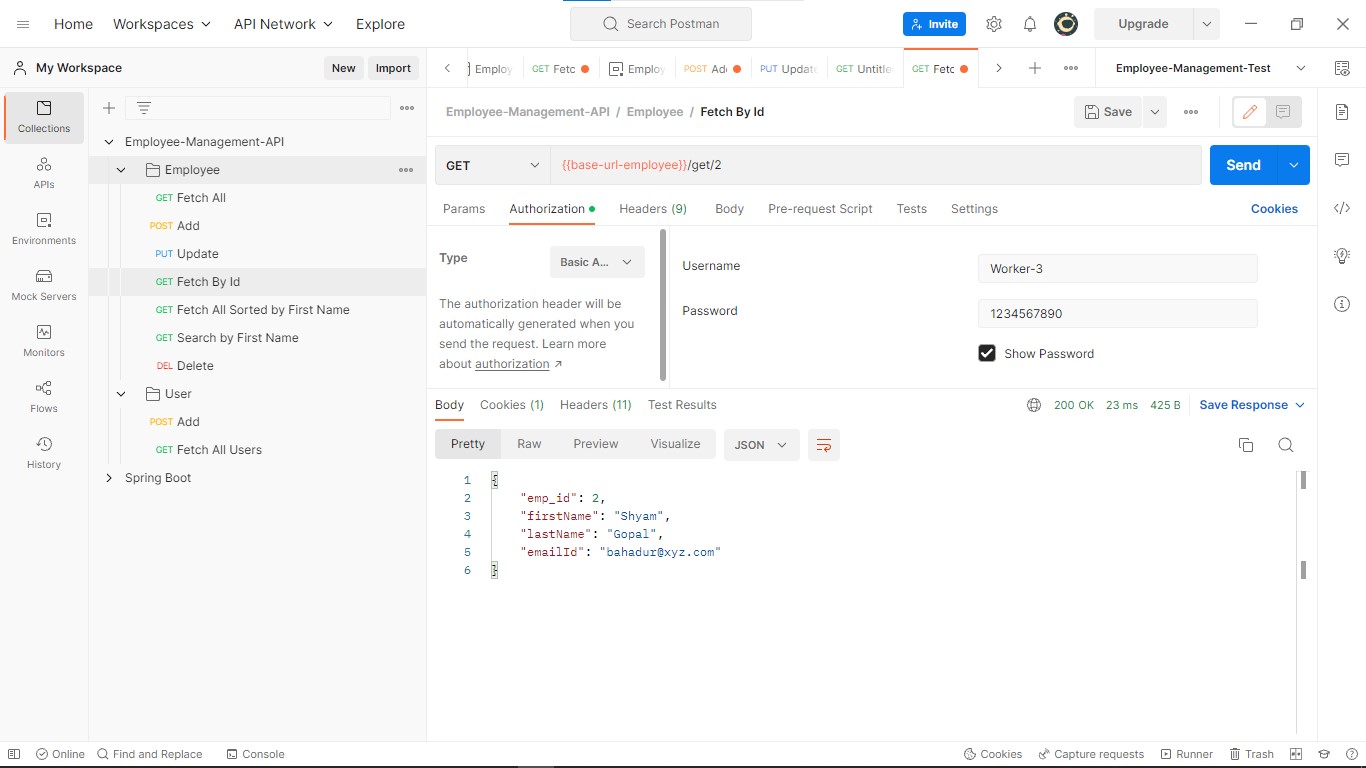 Home Workspaces API Network Explore Search Postman Invite Upgrade
My Workspace New Import Employ GET Fetc Employ POST Ad PUT Updat GET Untitle GET Fetc Employee-Management-Test
Collections
APIs
Environments
Mock Servers
Monitors
Flows
History
Employee-Management-API
Employee
GET Fetch All
POST Add
PUT Update
GET Fetch By Id
GET Fetch All Sorted by First Name
GET Search by First Name
DEL Delete
User
POST Add
GET Fetch All Users
Spring Boot
Employee-Management-API / Employee / Fetch By Id Save
GET {{base-url-employee}}/get/2 Send
Params Authorization Headers (9) Body Pre-request Script Tests Settings Cookies
Type Basic A...
The authorization header will be
automatically generated when you
send the request. Learn more
about authorization ↗
Username Worker-3
Password 1234567890
Show Password
Body Cookies (1) Headers (11) Test Results 200 OK 23 ms 425 B Save Response
Pretty Raw Preview Visualize JSON
1 {
2 "emp_id": 2,
3 "firstName": "Shyam",
4 "lastName": "Gopal",
5 "emailId": "bahadur@xyz.com"
6 }
Online Find and Replace Console Cookies Capture requests Runner Trash